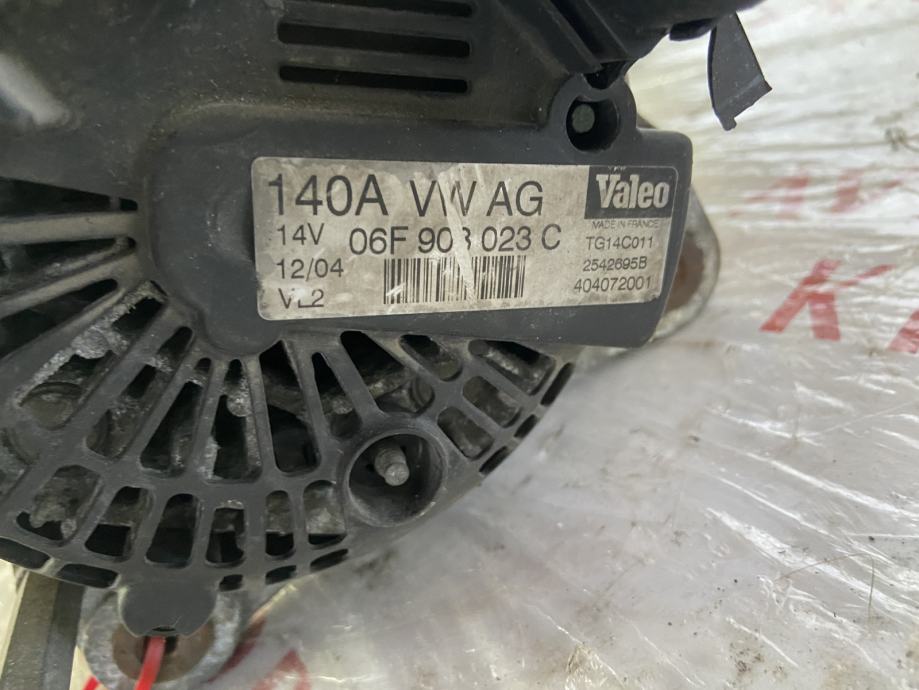 140A VW AG
Valeo
MADE IN FRANCE
14V 06F 903 023 C
TG14C011
12/04
2542695B
VL2
404072001